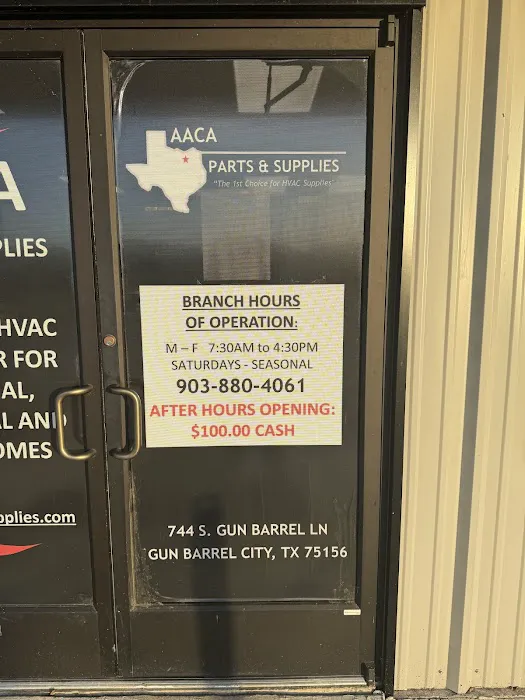 AACA
PARTS & SUPPLIES
"The 1st Choice for HVAC Supplies"
BRANCH HOURS
OF OPERATION:
M – F 7:30AM to 4:30PM
SATURDAYS - SEASONAL
903-880-4061
AFTER HOURS OPENING:
$100.00 CASH
744 S. GUN BARREL LN
GUN BARREL CITY, TX 75156
A
PLIES
HVAC
R FOR
AL,
L AND
OMES
pplies.com